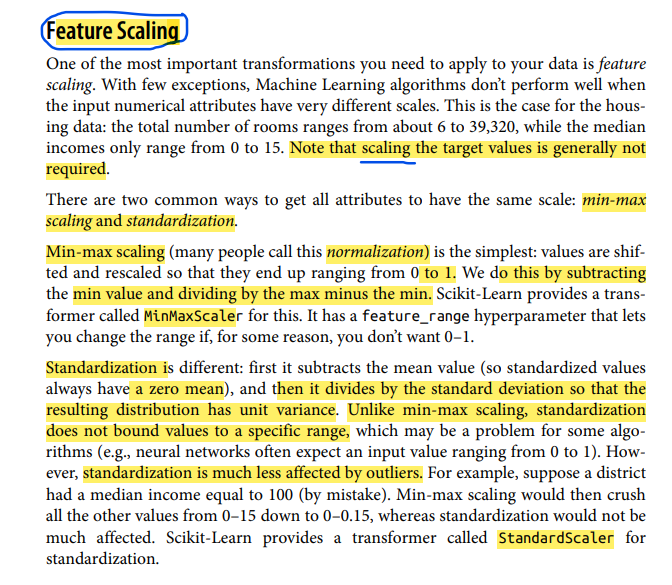 Feature Scaling
One of the most important transformations you need to apply to your data is feature
scaling. With few exceptions, Machine Learning algorithms don’t perform well when
the input numerical attributes have very different scales. This is the case for the hous-
ing data: the total number of rooms ranges from about 6 to 39,320, while the median
incomes only range from 0 to 15. Note that scaling the target values is generally not
required.
There are two common ways to get all attributes to have the same scale: min-max
scaling and standardization.
Min-max scaling (many people call this normalization) is the simplest: values are shif-
ted and rescaled so that they end up ranging from 0 to 1. We do this by subtracting
the min value and dividing by the max minus the min. Scikit-Learn provides a trans-
former called MinMaxScaler for this. It has a feature_range hyperparameter that lets
you change the range if, for some reason, you don’t want 0–1.
Standardization is different: first it subtracts the mean value (so standardized values
always have a zero mean), and then it divides by the standard deviation so that the
resulting distribution has unit variance. Unlike min-max scaling, standardization
does not bound values to a specific range, which may be a problem for some algo-
rithms (e.g., neural networks often expect an input value ranging from 0 to 1). How-
ever, standardization is much less affected by outliers. For example, suppose a district
had a median income equal to 100 (by mistake). Min-max scaling would then crush
all the other values from 0–15 down to 0–0.15, whereas standardization would not be
much affected. Scikit-Learn provides a transformer called StandardScaler for
standardization.